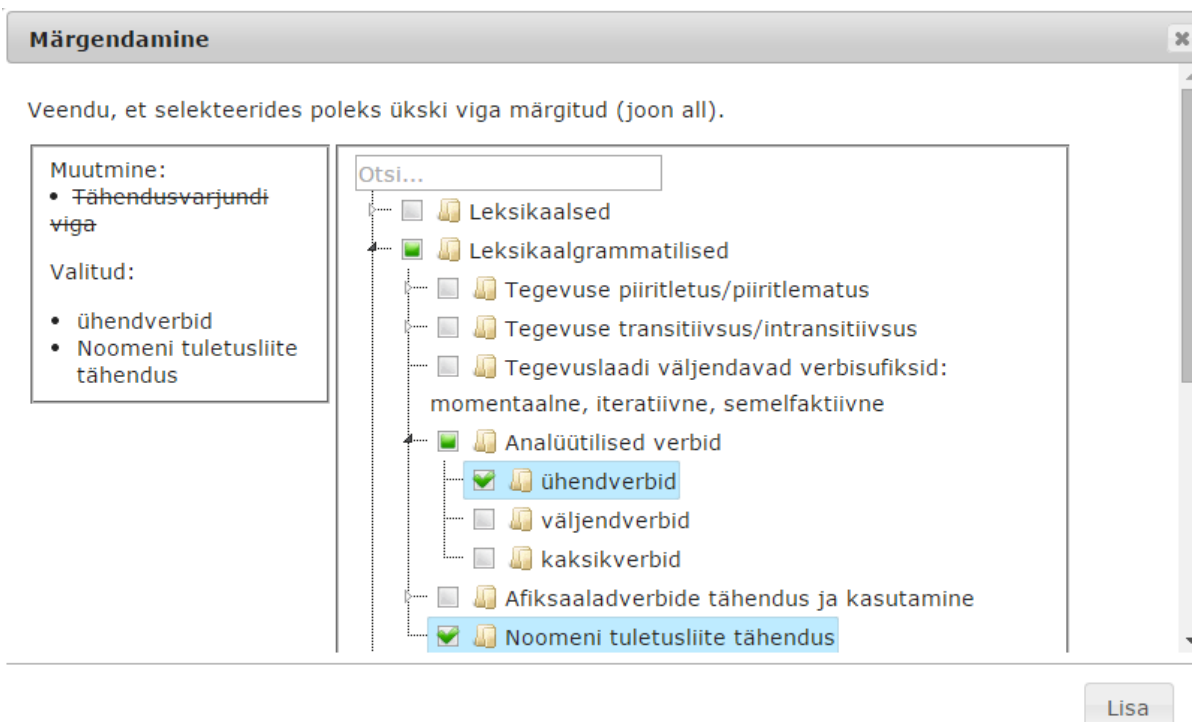 Märgendamine
Veendu, et selekteerides poleks ükski viga märgitud (joon all).
Muutmine:
• Tähendusvarjundi
viga
Valitud:
• ühendverbid
• Noomeni tuletusliite
tähendus
Otsi...
Leksikaalsed
Leksikaalgrammatilised
Tegevuse piiritletus/piiritlematus
Tegevuse transitiivsus/intransitiivsus
Tegevuslaadi väljendavad verbisufiksid:
momentaalne, iteratiivne, semelfaktiivne
Analüütilised verbid
ühendverbid
väljendverbid
kaksikverbid
Afiksaaladverbide tähendus ja kasutamine
Noomeni tuletusliite tähendus
Lisa